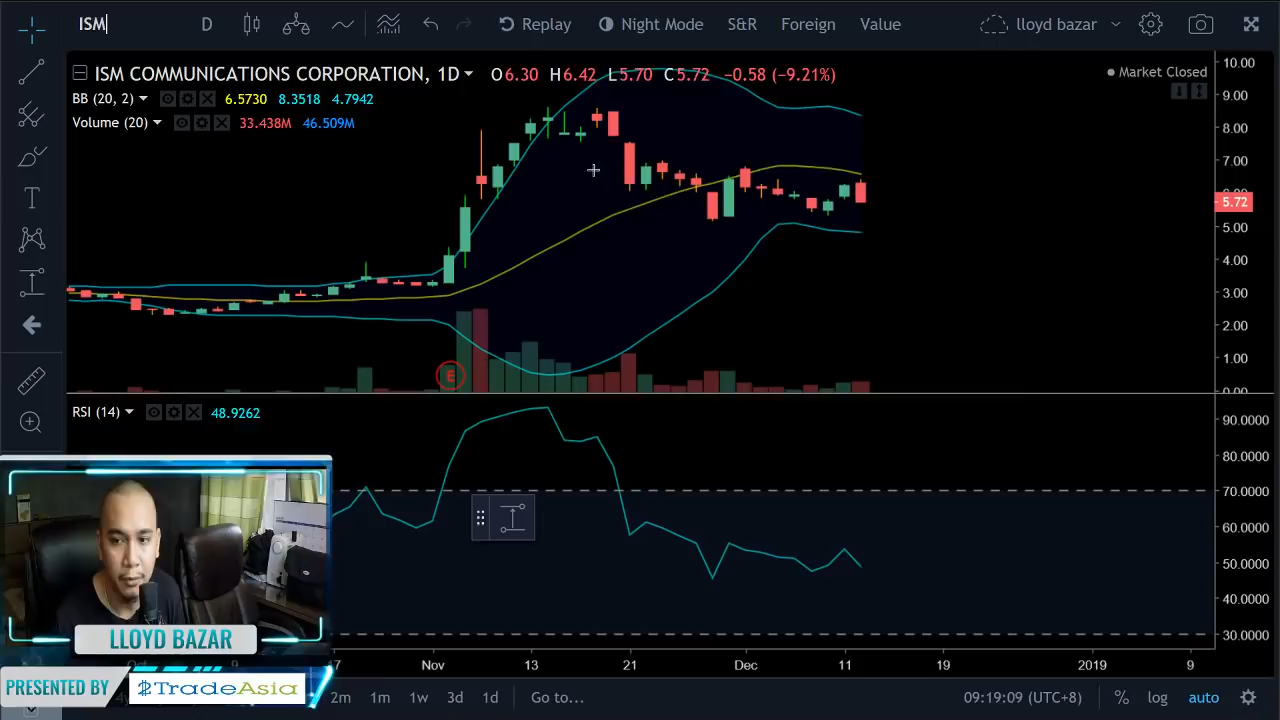 ISM
D
Replay
Night Mode
S&R
Foreign
Value
lloyd bazar
ISM COMMUNICATIONS CORPORATION, 1D O6.30 H6.42 L5.70 C5.72 −0.58 (−9.21%)
Market Closed
BB (20, 2) 6.5730 8.3518 4.7942
Volume (20) 33.438M 46.509M
10.00
9.00
8.00
7.00
5.72
5.00
4.00
3.00
2.00
1.00
0.00
E
RSI (14) 48.9262
90.0000
80.0000
70.0000
60.0000
50.0000
40.0000
30.0000
LLOYD BAZAR
17 Nov 13 21 Dec 11 19 2019 9
PRESENTED BY TradeAsia
2m 1m 1w 3d 1d Go to...
09:19:09 (UTC+8) % log auto